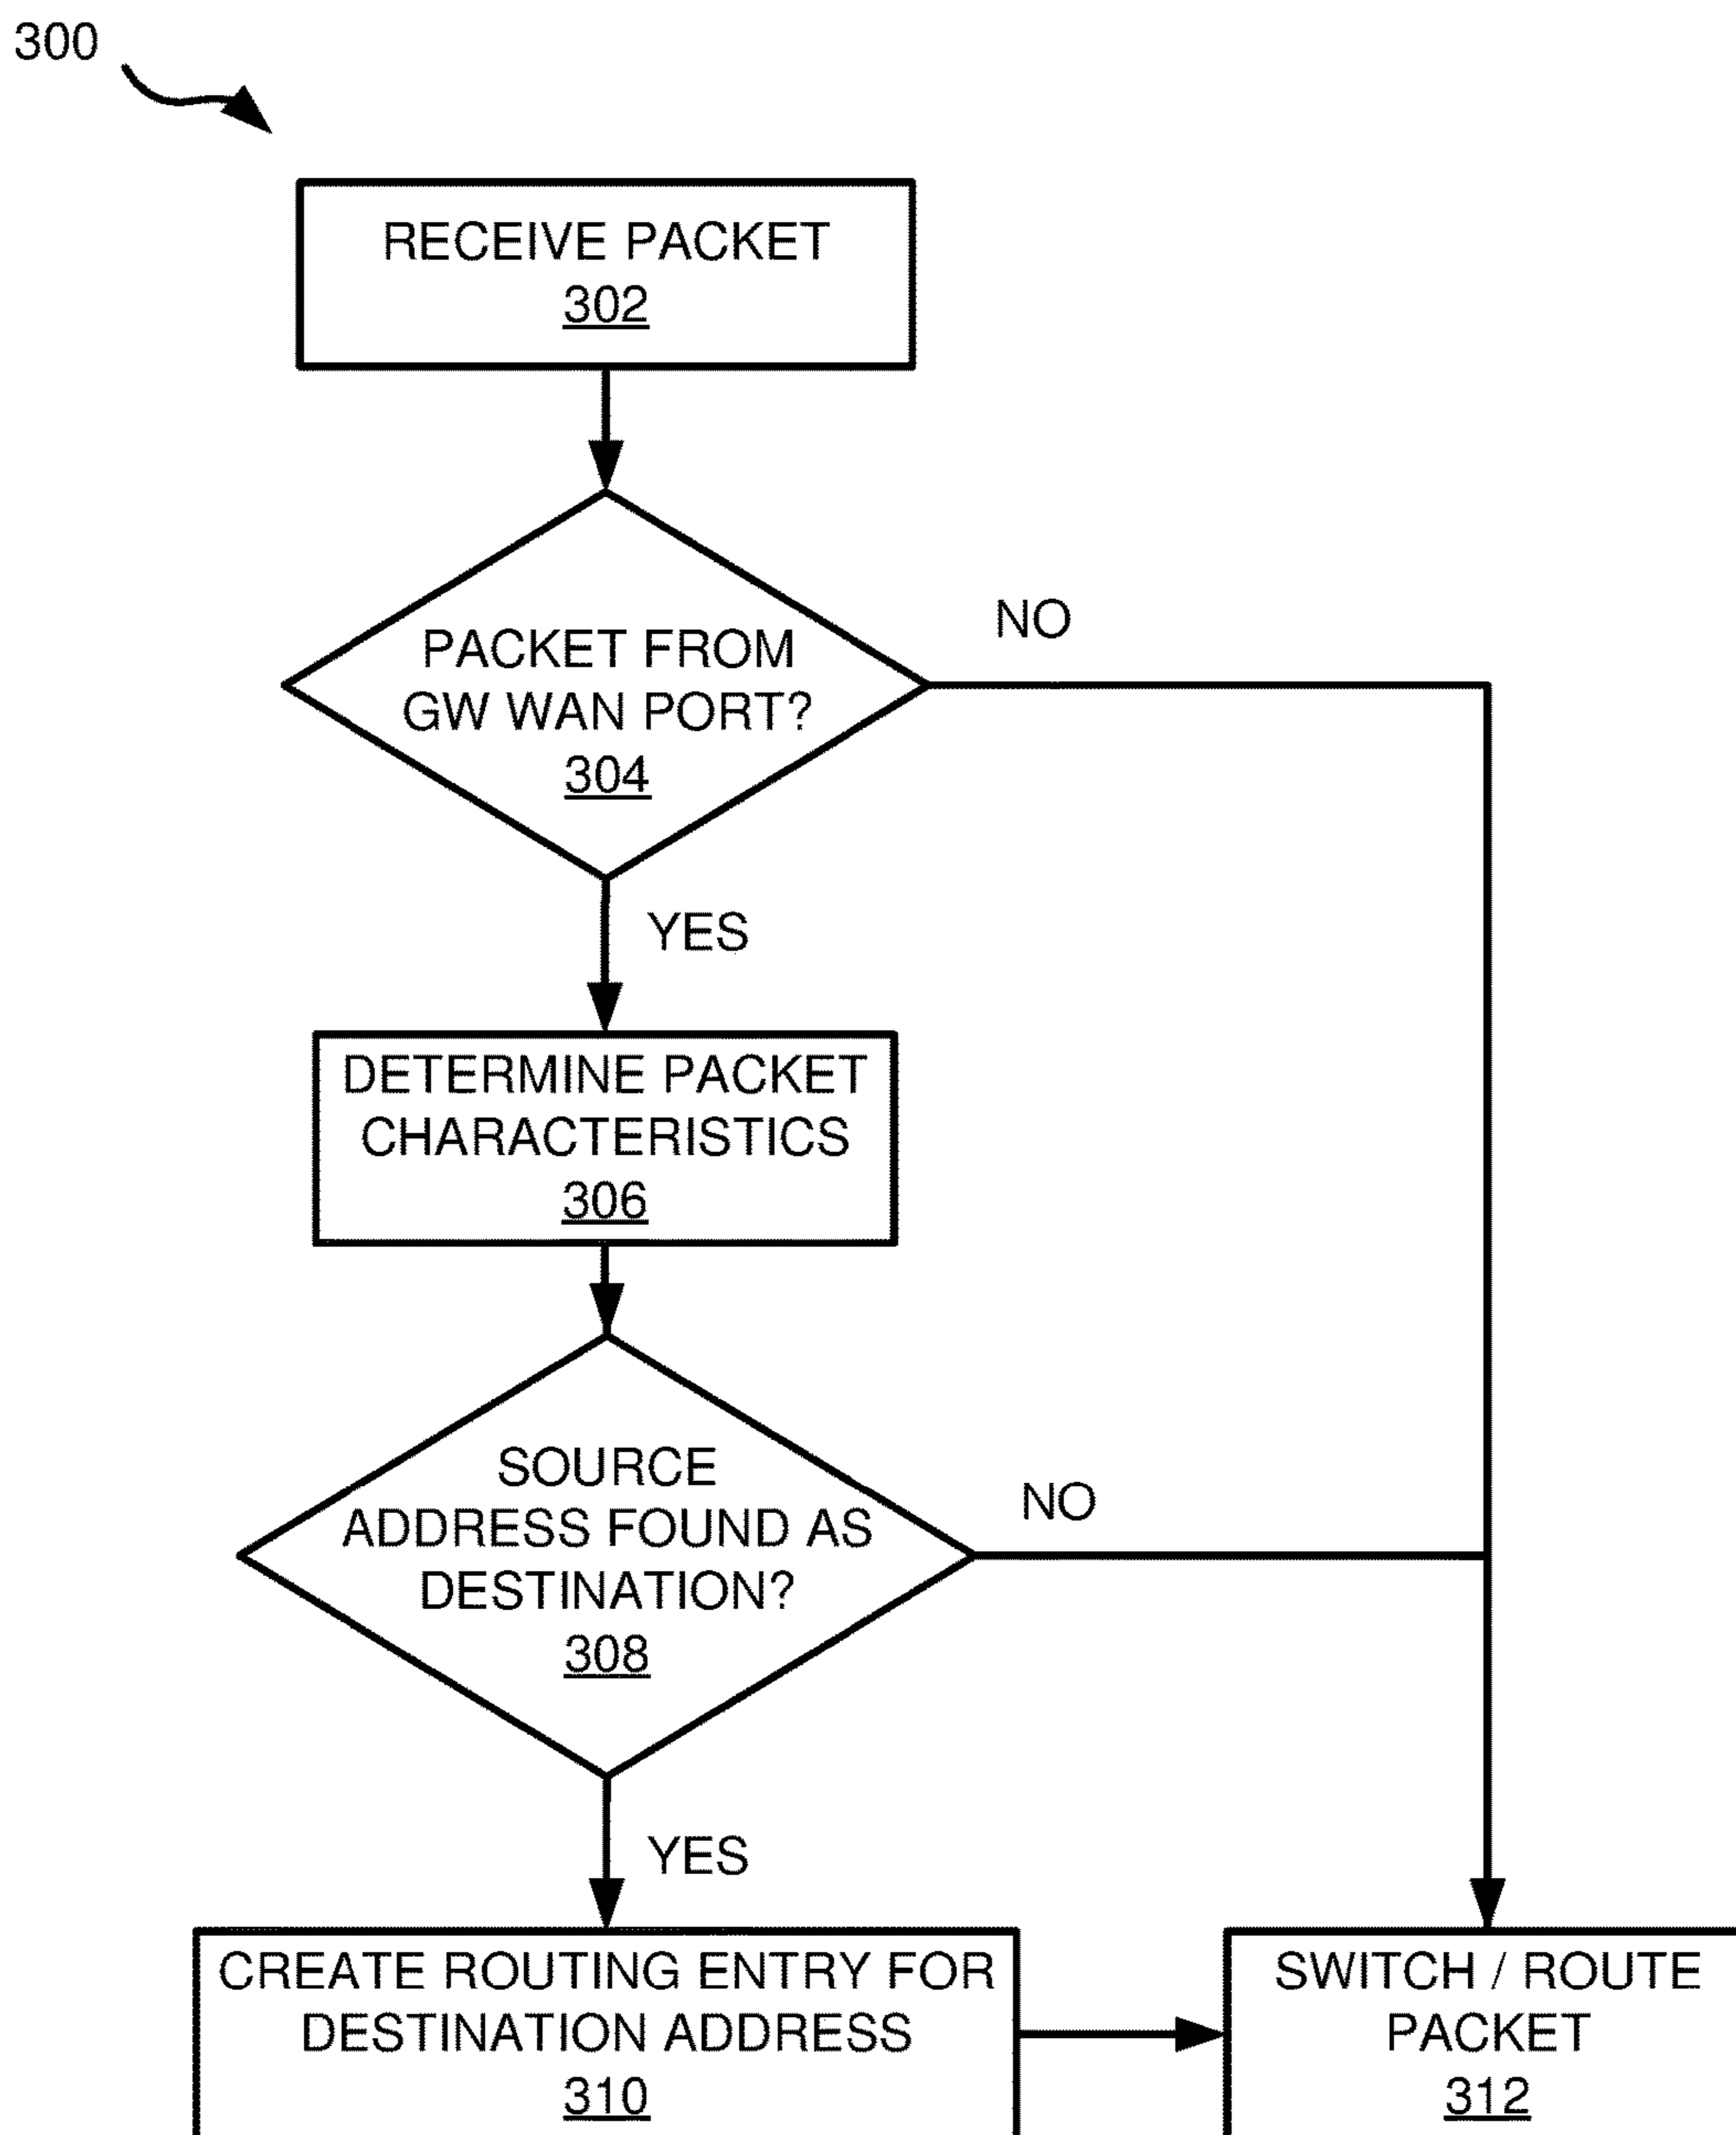 300
RECEIVE PACKET
302
PACKET FROM
GW WAN PORT?
304
NO
YES
DETERMINE PACKET
CHARACTERISTICS
306
SOURCE
ADDRESS FOUND AS
DESTINATION?
308
NO
YES
CREATE ROUTING ENTRY FOR
DESTINATION ADDRESS
310
SWITCH / ROUTE
PACKET
312